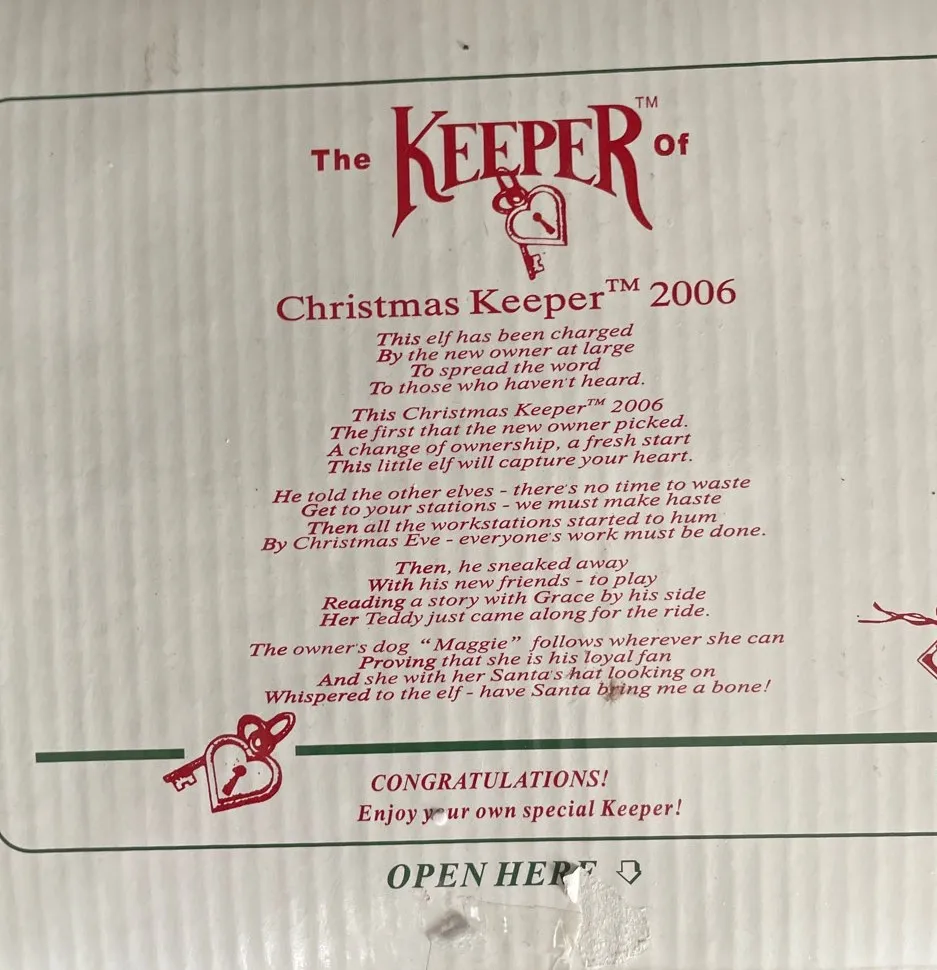 The KEEPER™ Of
Christmas Keeper™ 2006
This elf has been charged
By the new owner at large
To spread the word
To those who haven't heard.
This Christmas Keeper™ 2006
The first that the new owner picked.
A change of ownership, a fresh start
This little elf will capture your heart.
He told the other elves - there's no time to waste
Get to your stations - we must make haste
Then all the workstations started to hum
By Christmas Eve - everyone's work must be done.
Then, he sneaked away
With his new friends - to play
Reading a story with Grace by his side
Her Teddy just came along for the ride.
The owner's dog "Maggie" follows wherever she can
Proving that she is his loyal fan
And she with her Santa's hat looking on
Whispered to the elf - have Santa bring me a bone!
CONGRATULATIONS!
Enjoy your own special Keeper!
OPEN HERE